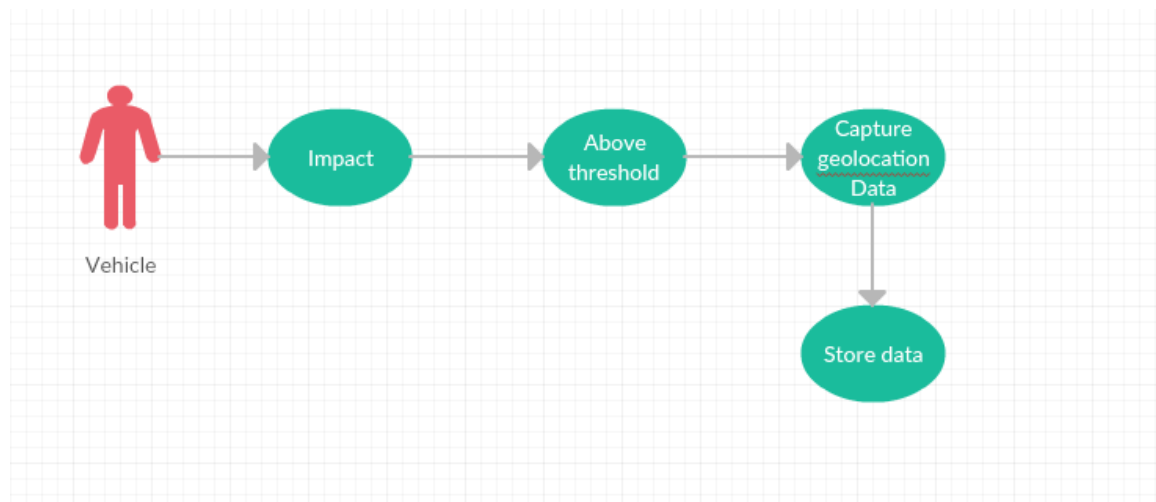 Vehicle
Impact
Above
threshold
Capture
geolocation
Data
Store data